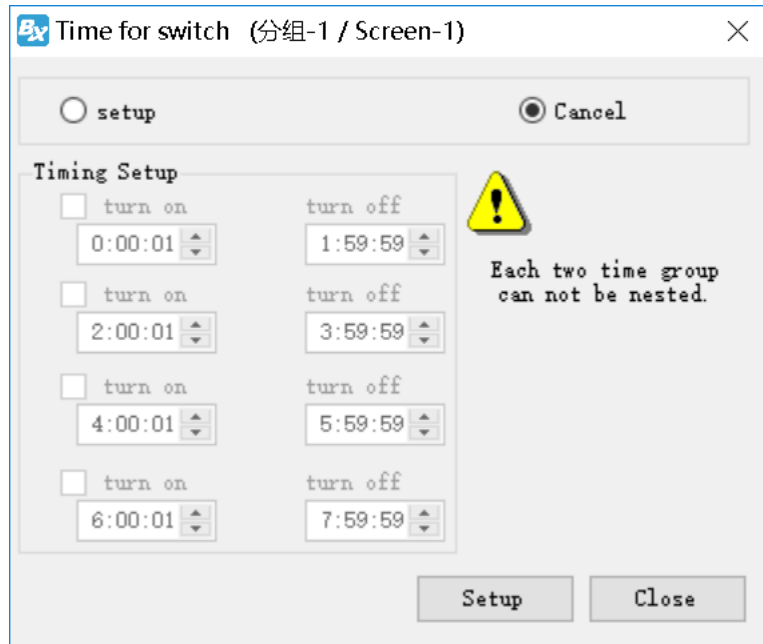 BX Time for switch (分组-1 / Screen-1)
setup Cancel
Timing Setup
turn on turn off
0:00:01 1:59:59
Each two time group
can not be nested.
turn on turn off
2:00:01 3:59:59
turn on turn off
4:00:01 5:59:59
turn on turn off
6:00:01 7:59:59
Setup Close